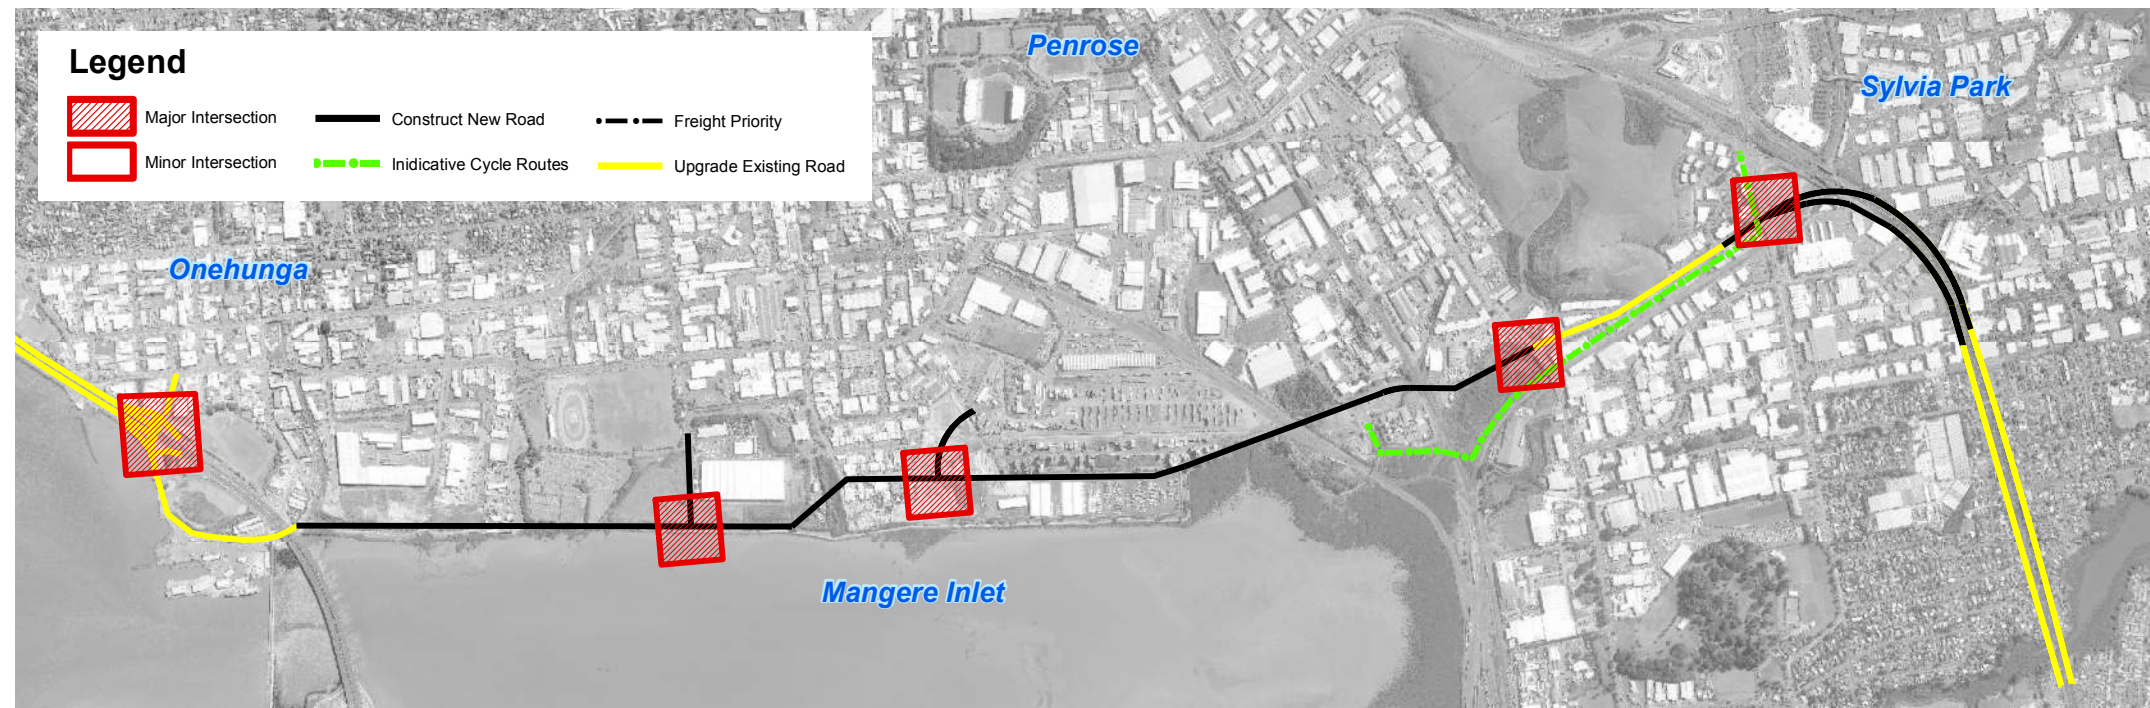 Penrose
Legend
Sylvia Park
Major Intersection
Construct New Road
Freight Priority
Minor Intersection
Inidicative Cycle Routes
Upgrade Existing Road
Onehunga
Mangere Inlet